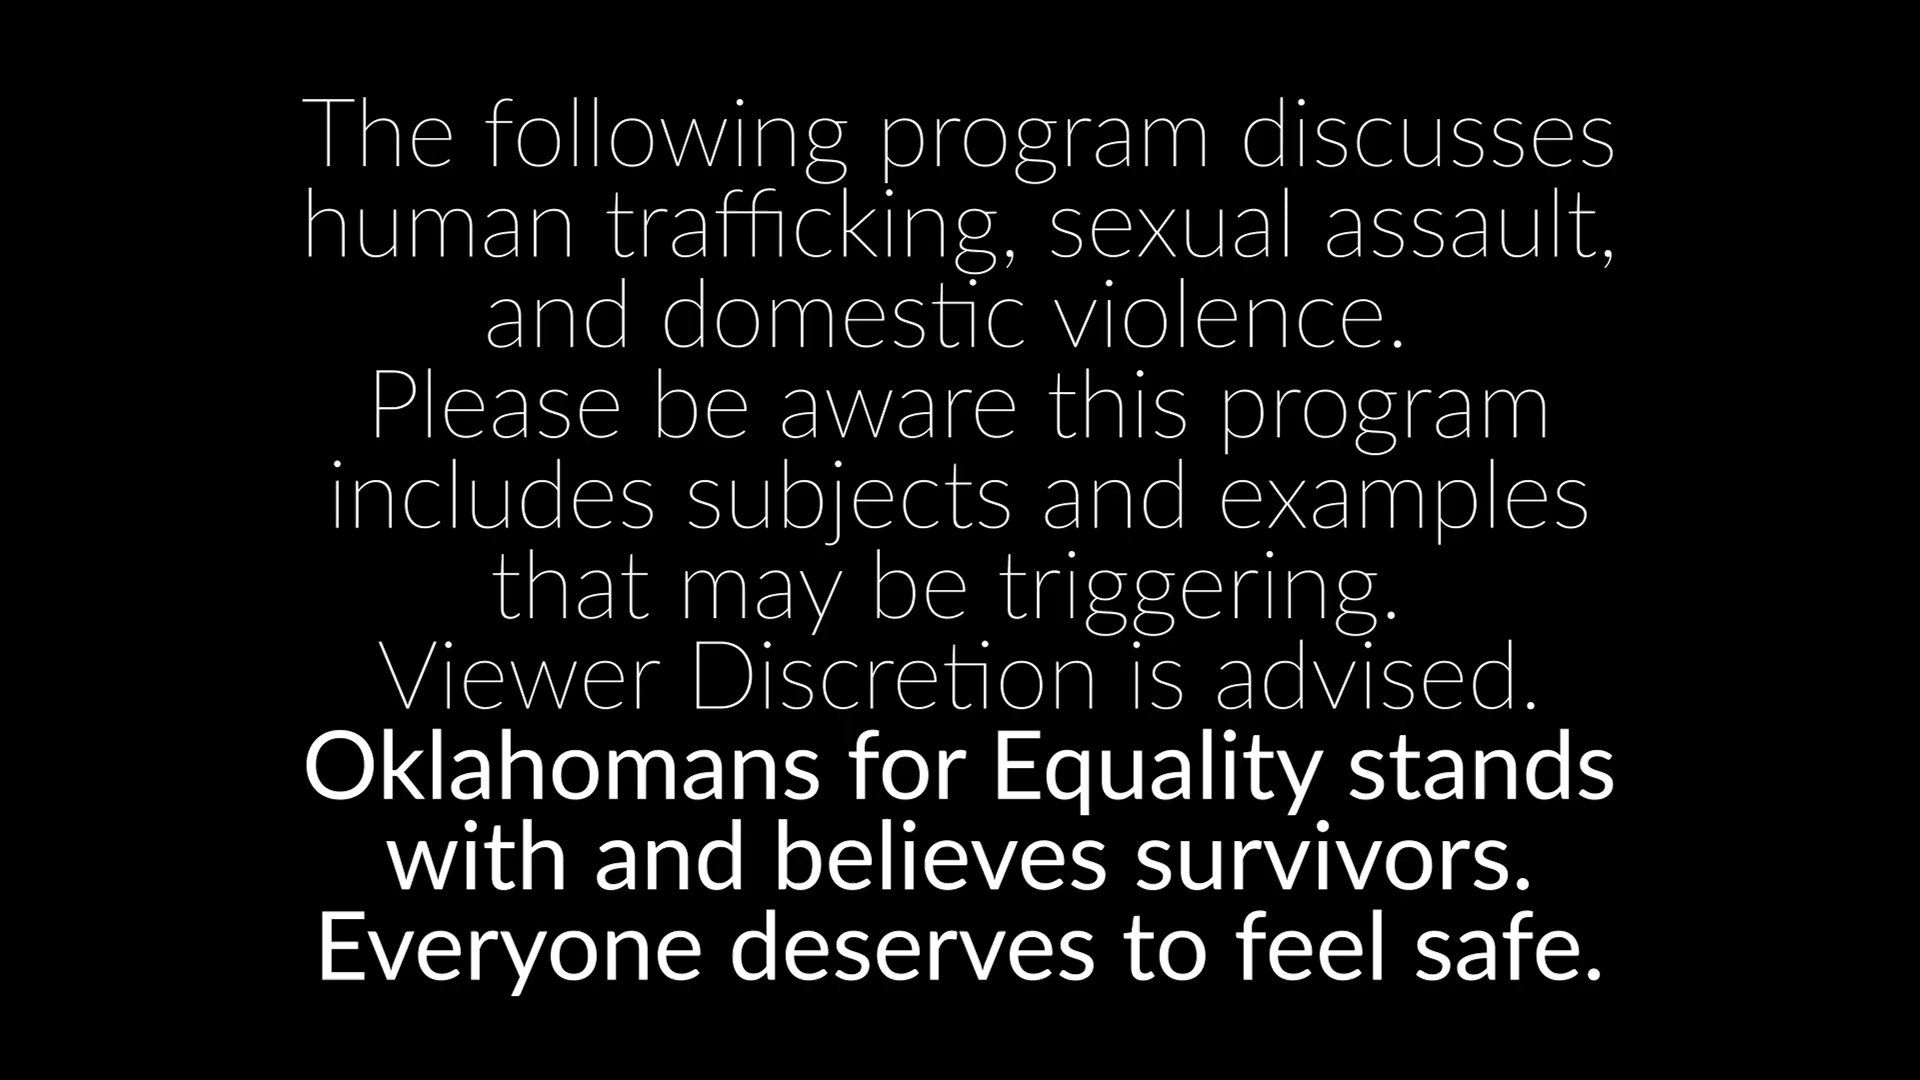 The following program discusses
human trafficking, sexual assault,
and domestic violence.
Please be aware this program
includes subjects and examples
that may be triggering.
Viewer Discretion is advised.
Oklahomans for Equality stands
with and believes survivors.
Everyone deserves to feel safe.